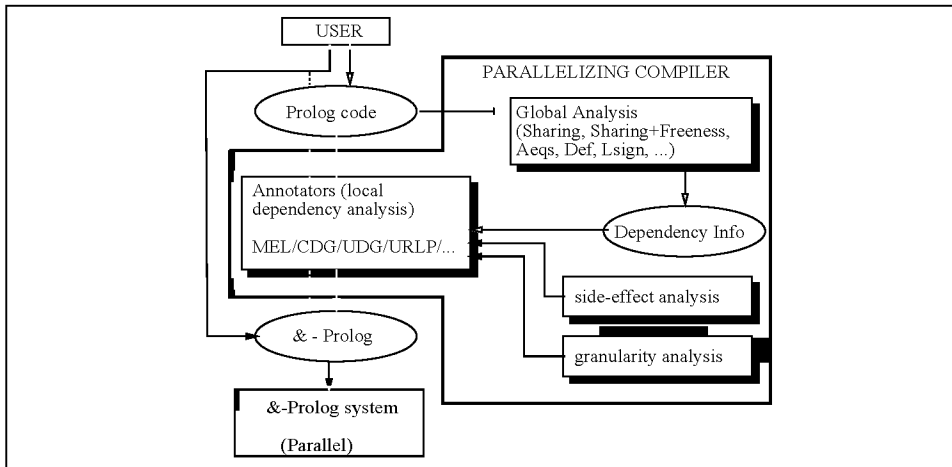 USER
PARALLELIZING COMPILER
Prolog code
Global Analysis
(Sharing, Sharing+Freeness,
Aeqs, Def, Lsign, ...)
Annotators (local
dependency analysis)
MEL/CDG/UDG/URLP/...
Dependency Info
side-effect analysis
& - Prolog
granularity analysis
&-Prolog system
(Parallel)